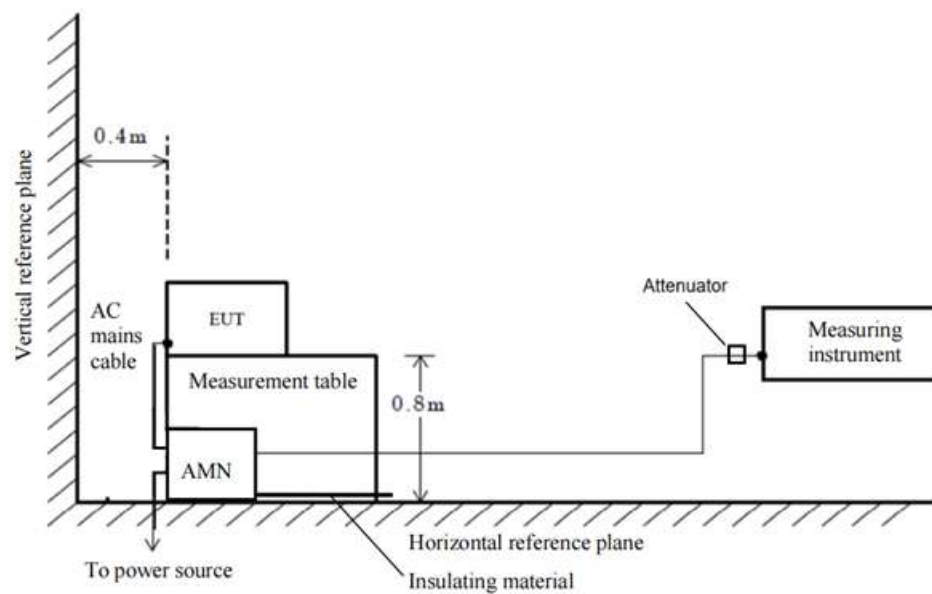 0.4m
Vertical reference plane
AC
mains
cable
EUT
Attenuator
Measuring
instrument
Measurement table
0.8m
AMN
Horizontal reference plane
To power source
Insulating material